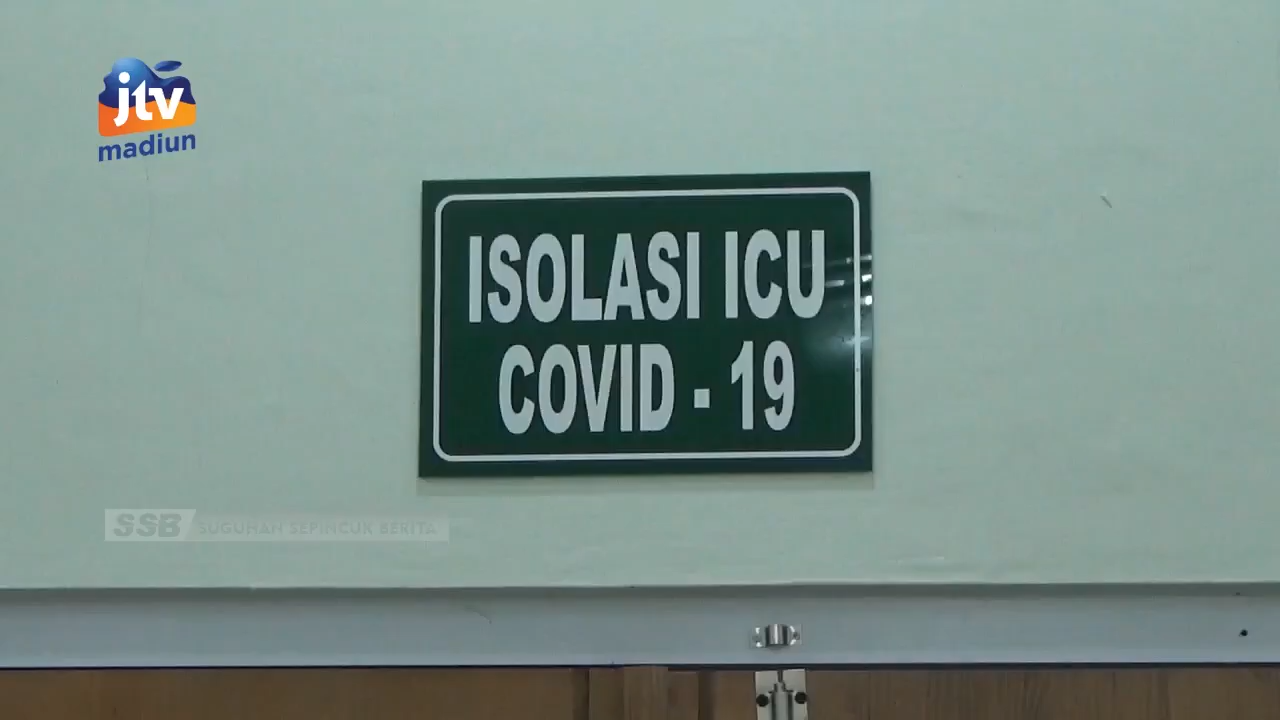 jtv
madiun
ISOLASI ICU
COVID - 19
SSB SUGUHAN SEPINCUK BERITA